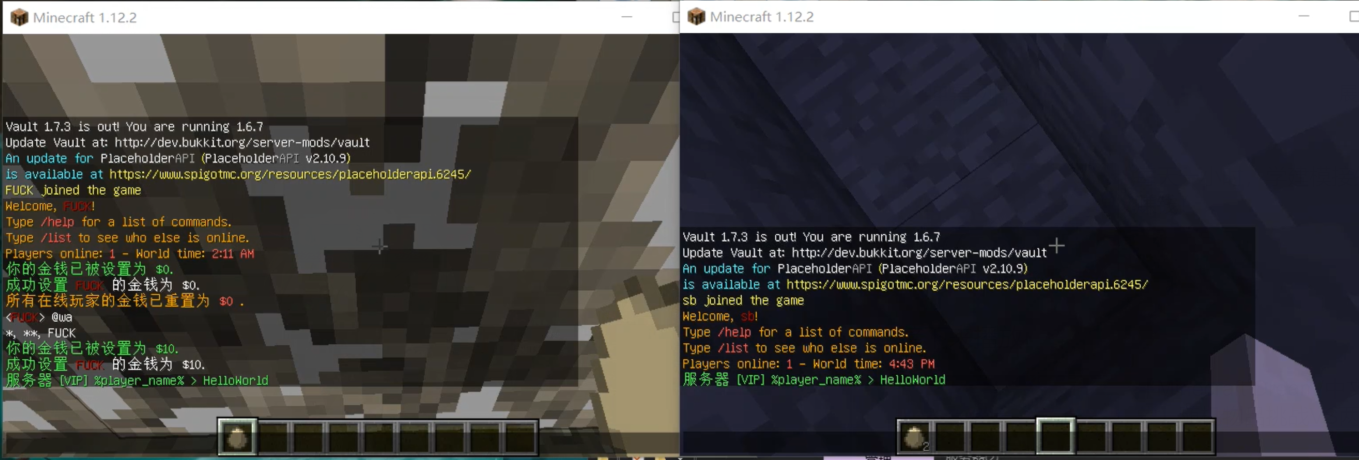 Minecraft 1.12.2
Vault 1.7.3 is out! You are running 1.6.7
Update Vault at: http://dev.bukkit.org/server-mods/vault
An update for PlaceholderAPI (PlaceholderAPI v2.10.9)
is available at https://www.spigotmc.org/resources/placeholderapi.6245/
FUCK joined the game
Welcome, FUCK!
Type /help for a list of commands.
Type /list to see who else is online.
Players online: 1 - World time: 2:11 AM
你的金钱已被设置为 $0.
成功设置 FUCK 的金钱为 $0.
所有在线玩家的金钱已重置为 $0 .
<FUCK> @wa
*, **, FUCK
你的金钱已被设置为 $10.
成功设置 FUCK 的金钱为 $10.
服务器 [VIP] %player_name% > HelloWorld
Minecraft 1.12.2
Vault 1.7.3 is out! You are running 1.6.7
Update Vault at: http://dev.bukkit.org/server-mods/vault
An update for PlaceholderAPI (PlaceholderAPI v2.10.9)
is available at https://www.spigotmc.org/resources/placeholderapi.6245/
sb joined the game
Welcome, sb!
Type /help for a list of commands.
Type /list to see who else is online.
Players online: 1 - World time: 4:43 PM
服务器 [VIP] %player_name% > HelloWorld
2